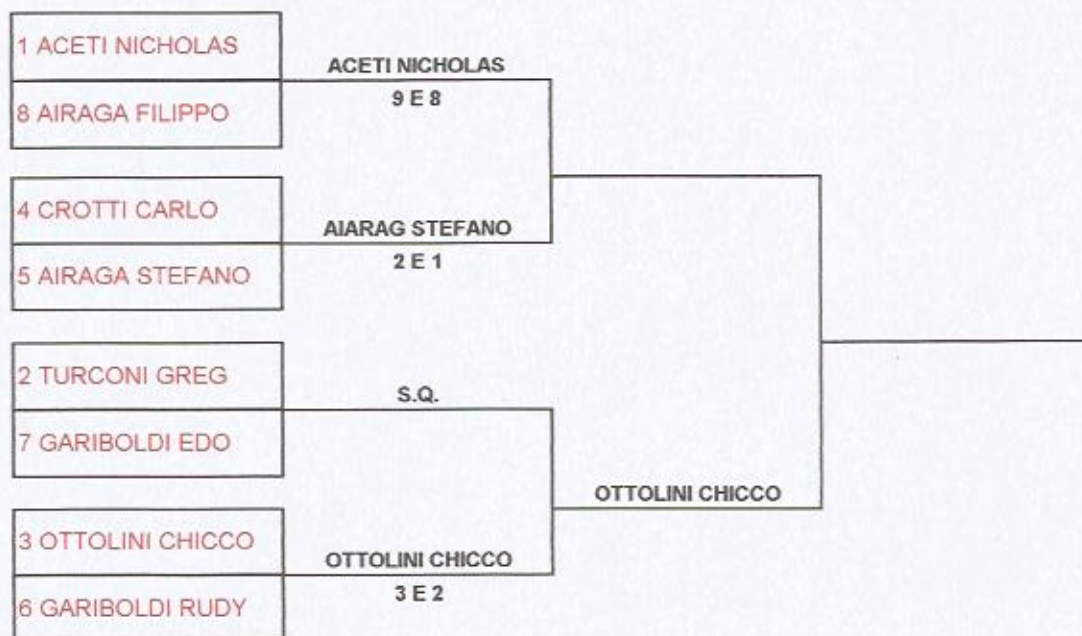 1 ACETI NICHOLAS
ACETI NICHOLAS
9 E 8
8 AIRAGA FILIPPO
4 CROTTI CARLO
AIARAG STEFANO
2 E 1
5 AIRAGA STEFANO
2 TURCONI GREG
S.Q.
7 GARIBOLDI EDO
OTTOLINI CHICCO
3 OTTOLINI CHICCO
OTTOLINI CHICCO
3 E 2
6 GARIBOLDI RUDY